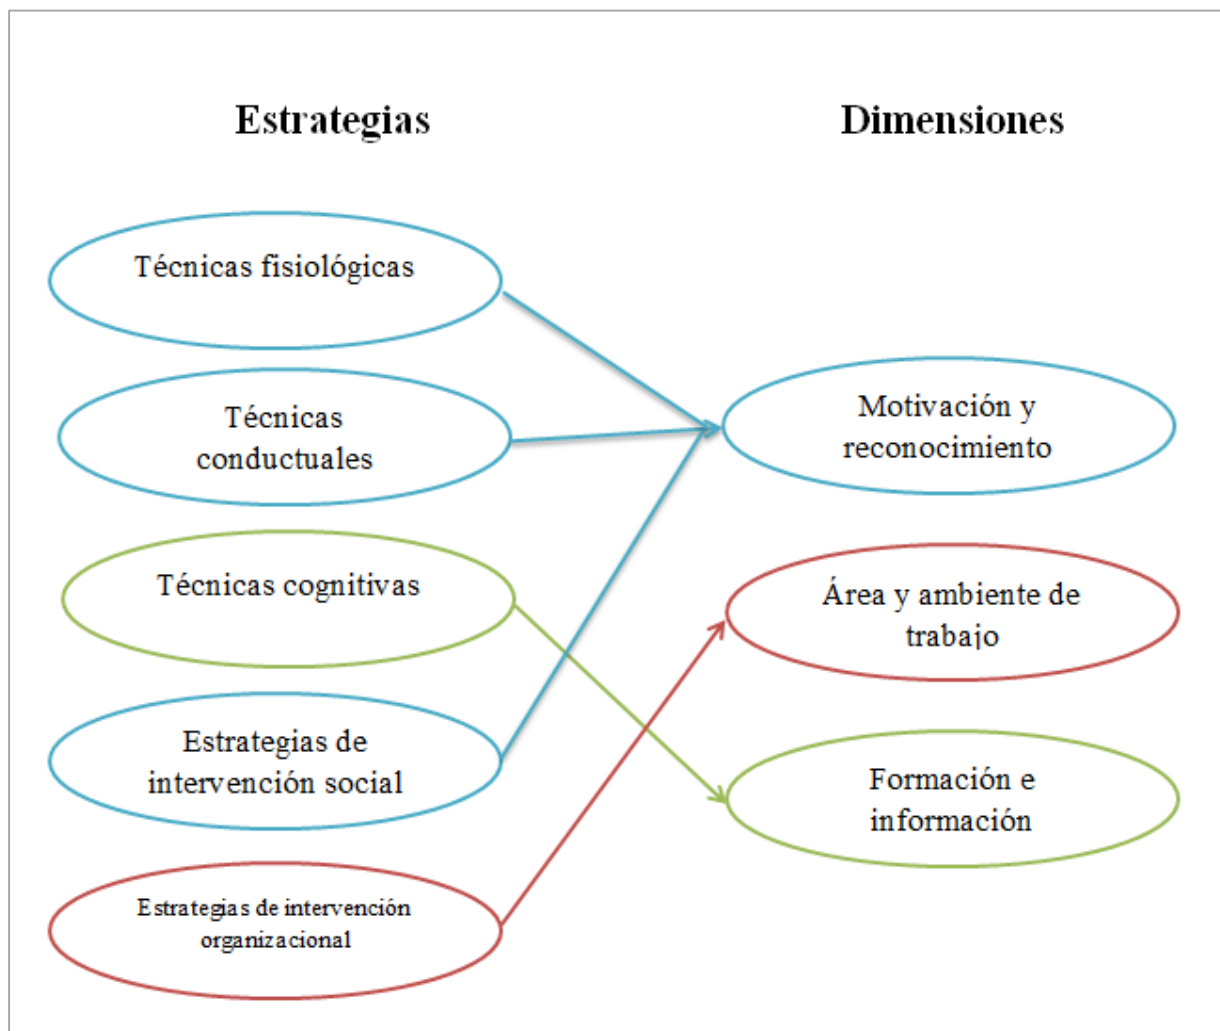 Estrategias
Dimensiones
Técnicas fisiológicas
Técnicas
conductuales
Técnicas cognitivas
Estrategias de
intervención social
Estrategias de intervención
organizacional
Motivación y
reconocimiento
Área y ambiente de
trabajo
Formación e
información